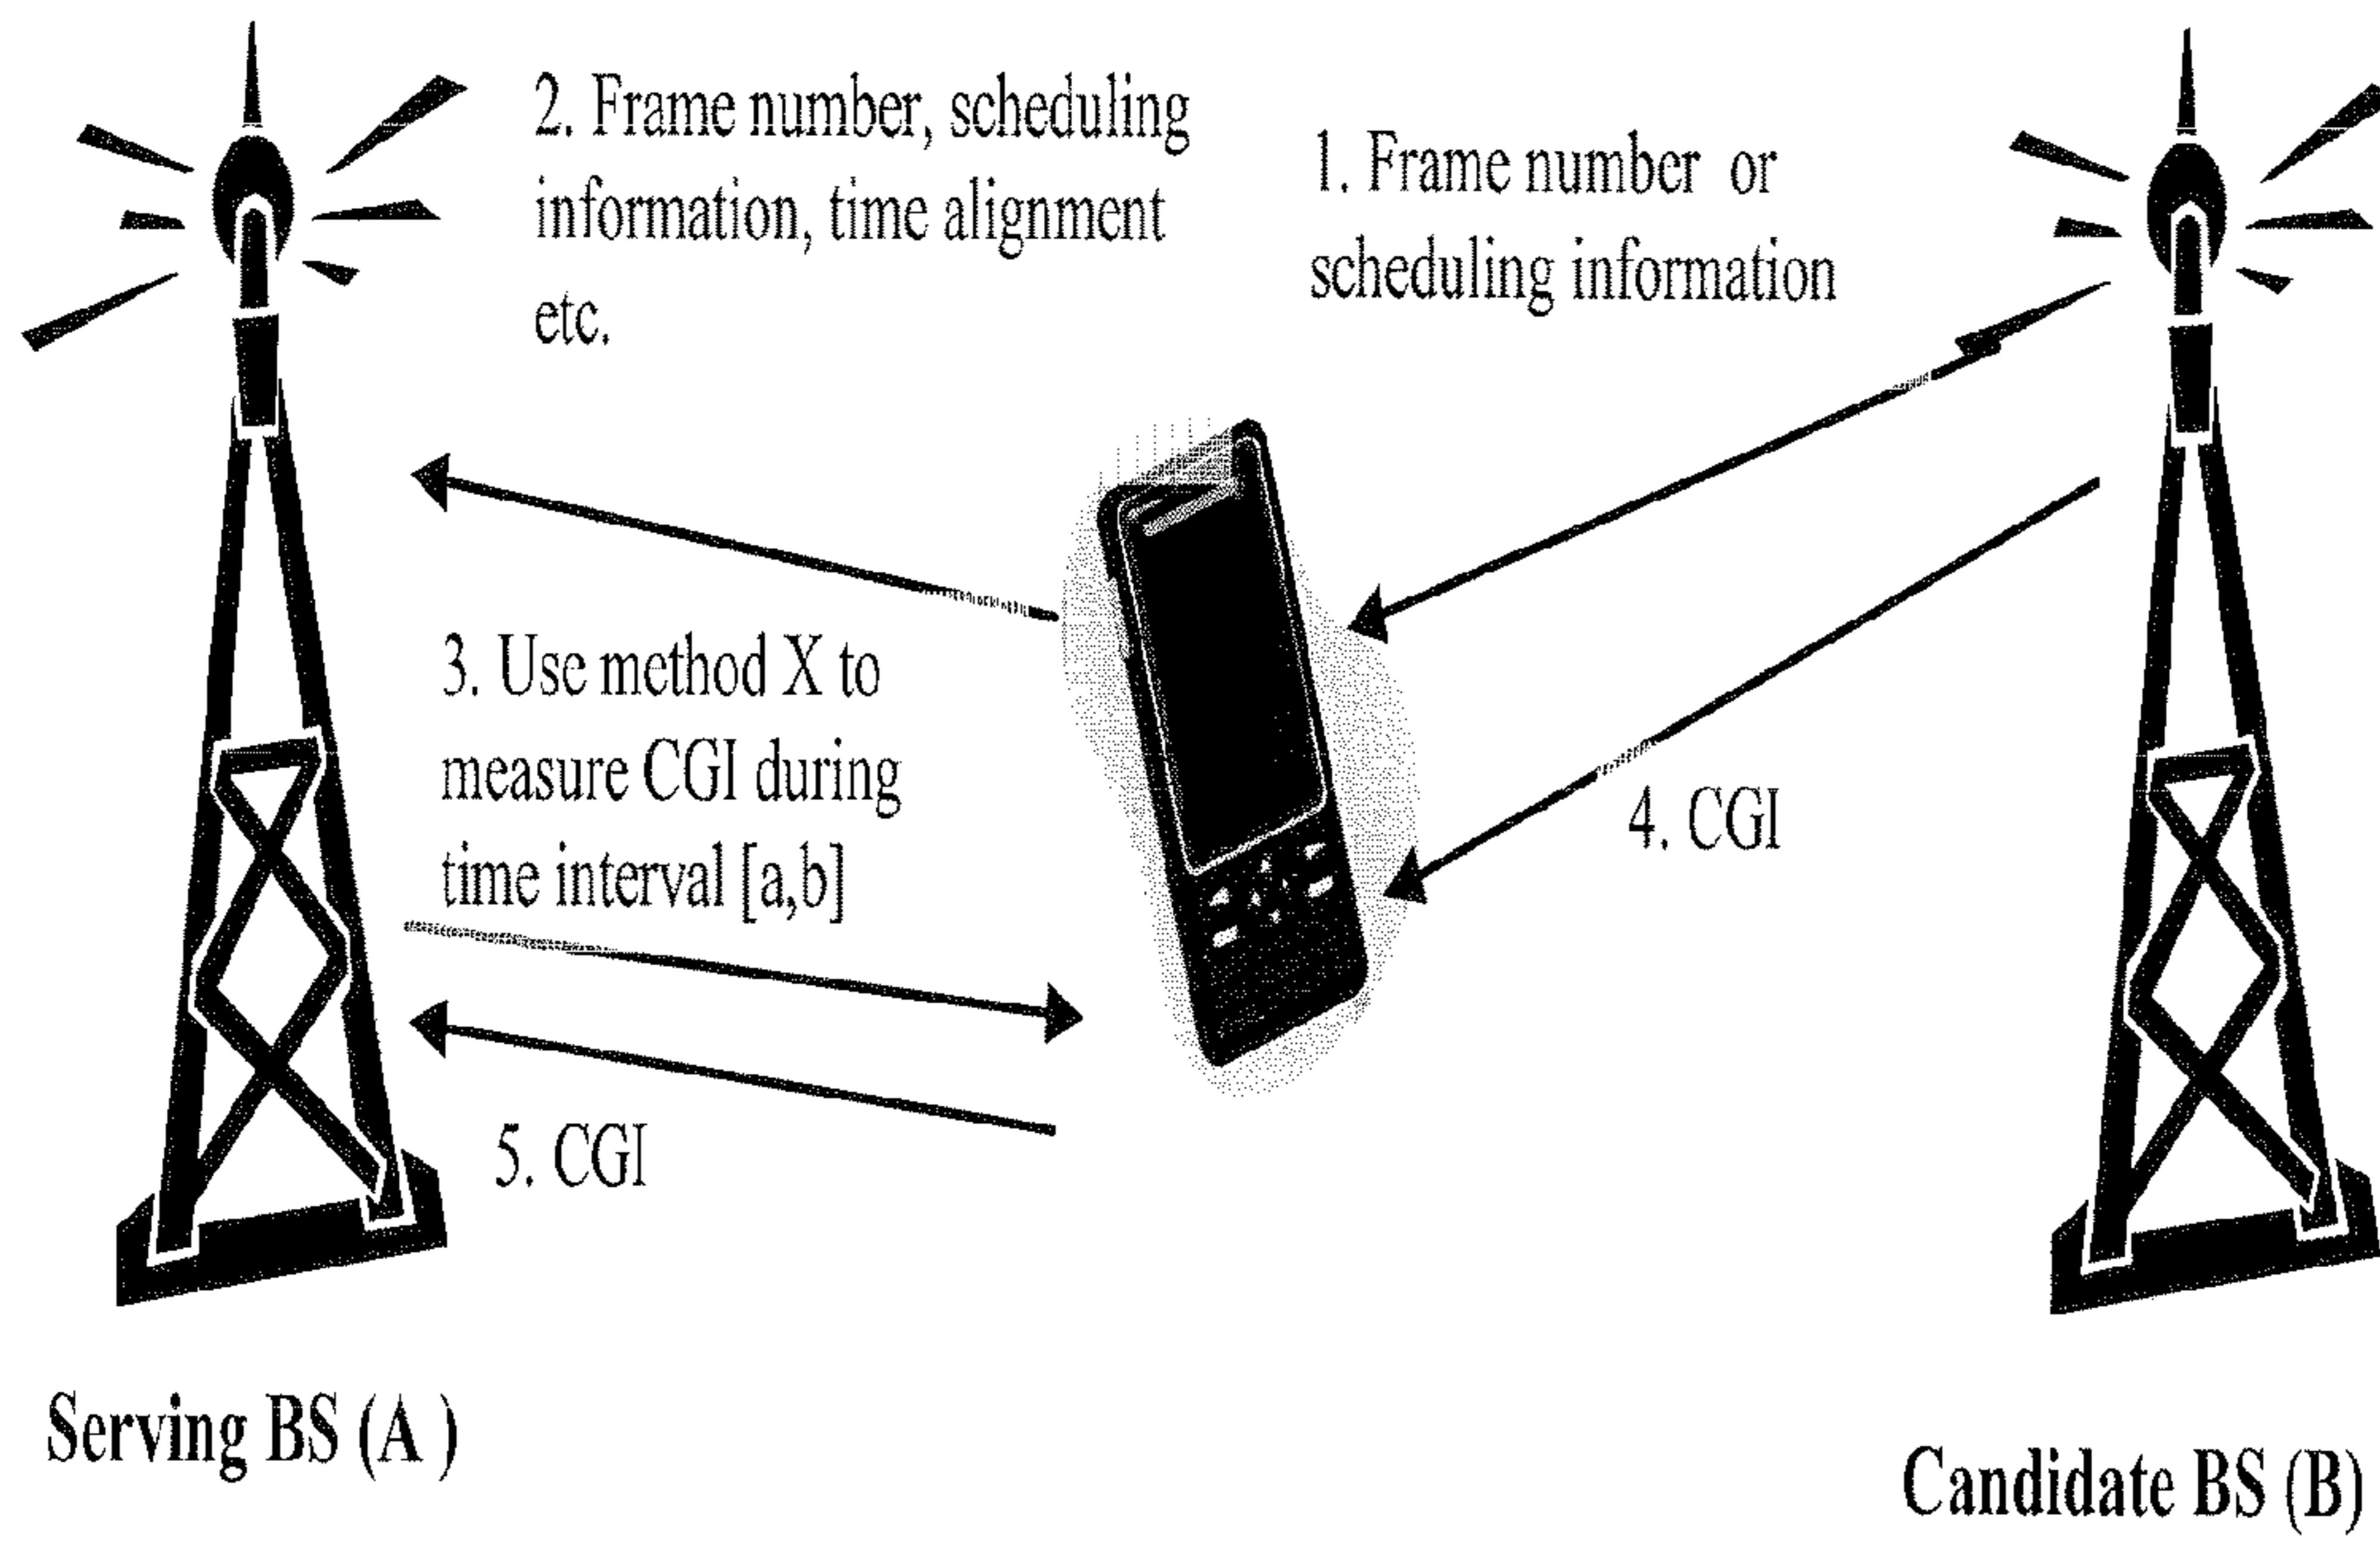 2. Frame number, scheduling
information, time alignment
etc.
1. Frame number or
scheduling information
3. Use method X to
measure CGI during
time interval [a,b]
4. CGI
5. CGI
Serving BS (A )
Candidate BS (B)